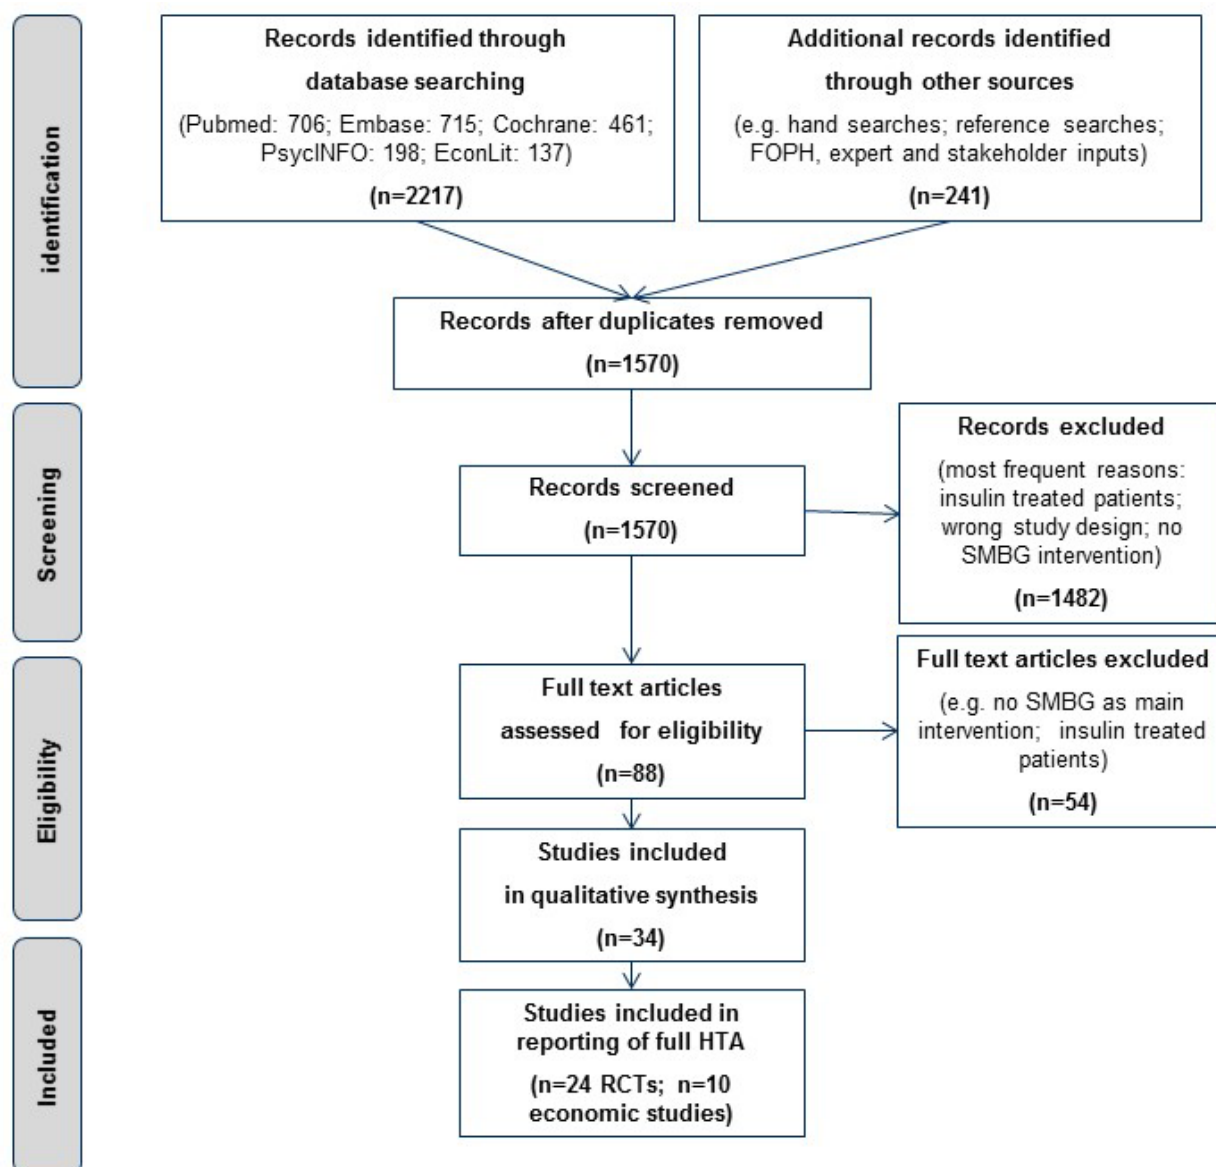 identification
Records identified through
database searching
(Pubmed: 706; Embase: 715; Cochrane: 461;
PsycINFO: 198; EconLit: 137)
(n=2217)
Additional records identified
through other sources
(e.g. hand searches; reference searches;
FOPH, expert and stakeholder inputs)
(n=241)
Records after duplicates removed
(n=1570)
Screening
Records screened
(n=1570)
Records excluded
(most frequent reasons:
insulin treated patients;
wrong study design; no
SMBG intervention)
(n=1482)
Eligibility
Full text articles
assessed for eligibility
(n=88)
Full text articles excluded
(e.g. no SMBG as main
intervention; insulin treated
patients)
(n=54)
Studies included
in qualitative synthesis
(n=34)
Included
Studies included in
reporting of full HTA
(n=24 RCTs; n=10
economic studies)